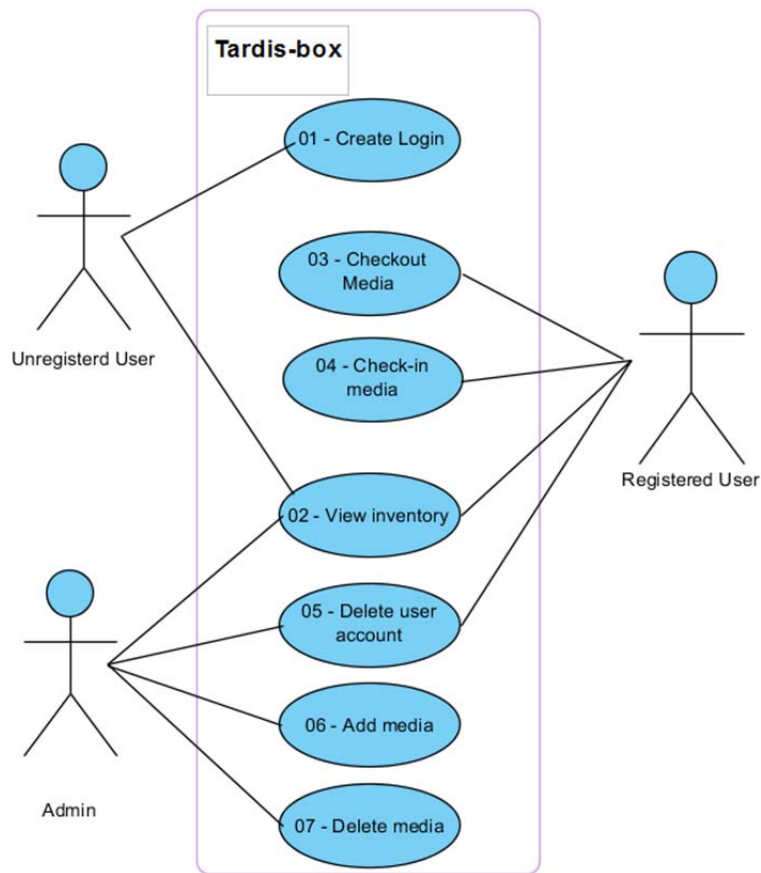 Tardis-box
01 - Create Login
03 - Checkout
Media
Unregisterd User
04 - Check-in
media
Registered User
02 - View inventory
05 - Delete user
account
06 - Add media
Admin
07 - Delete media